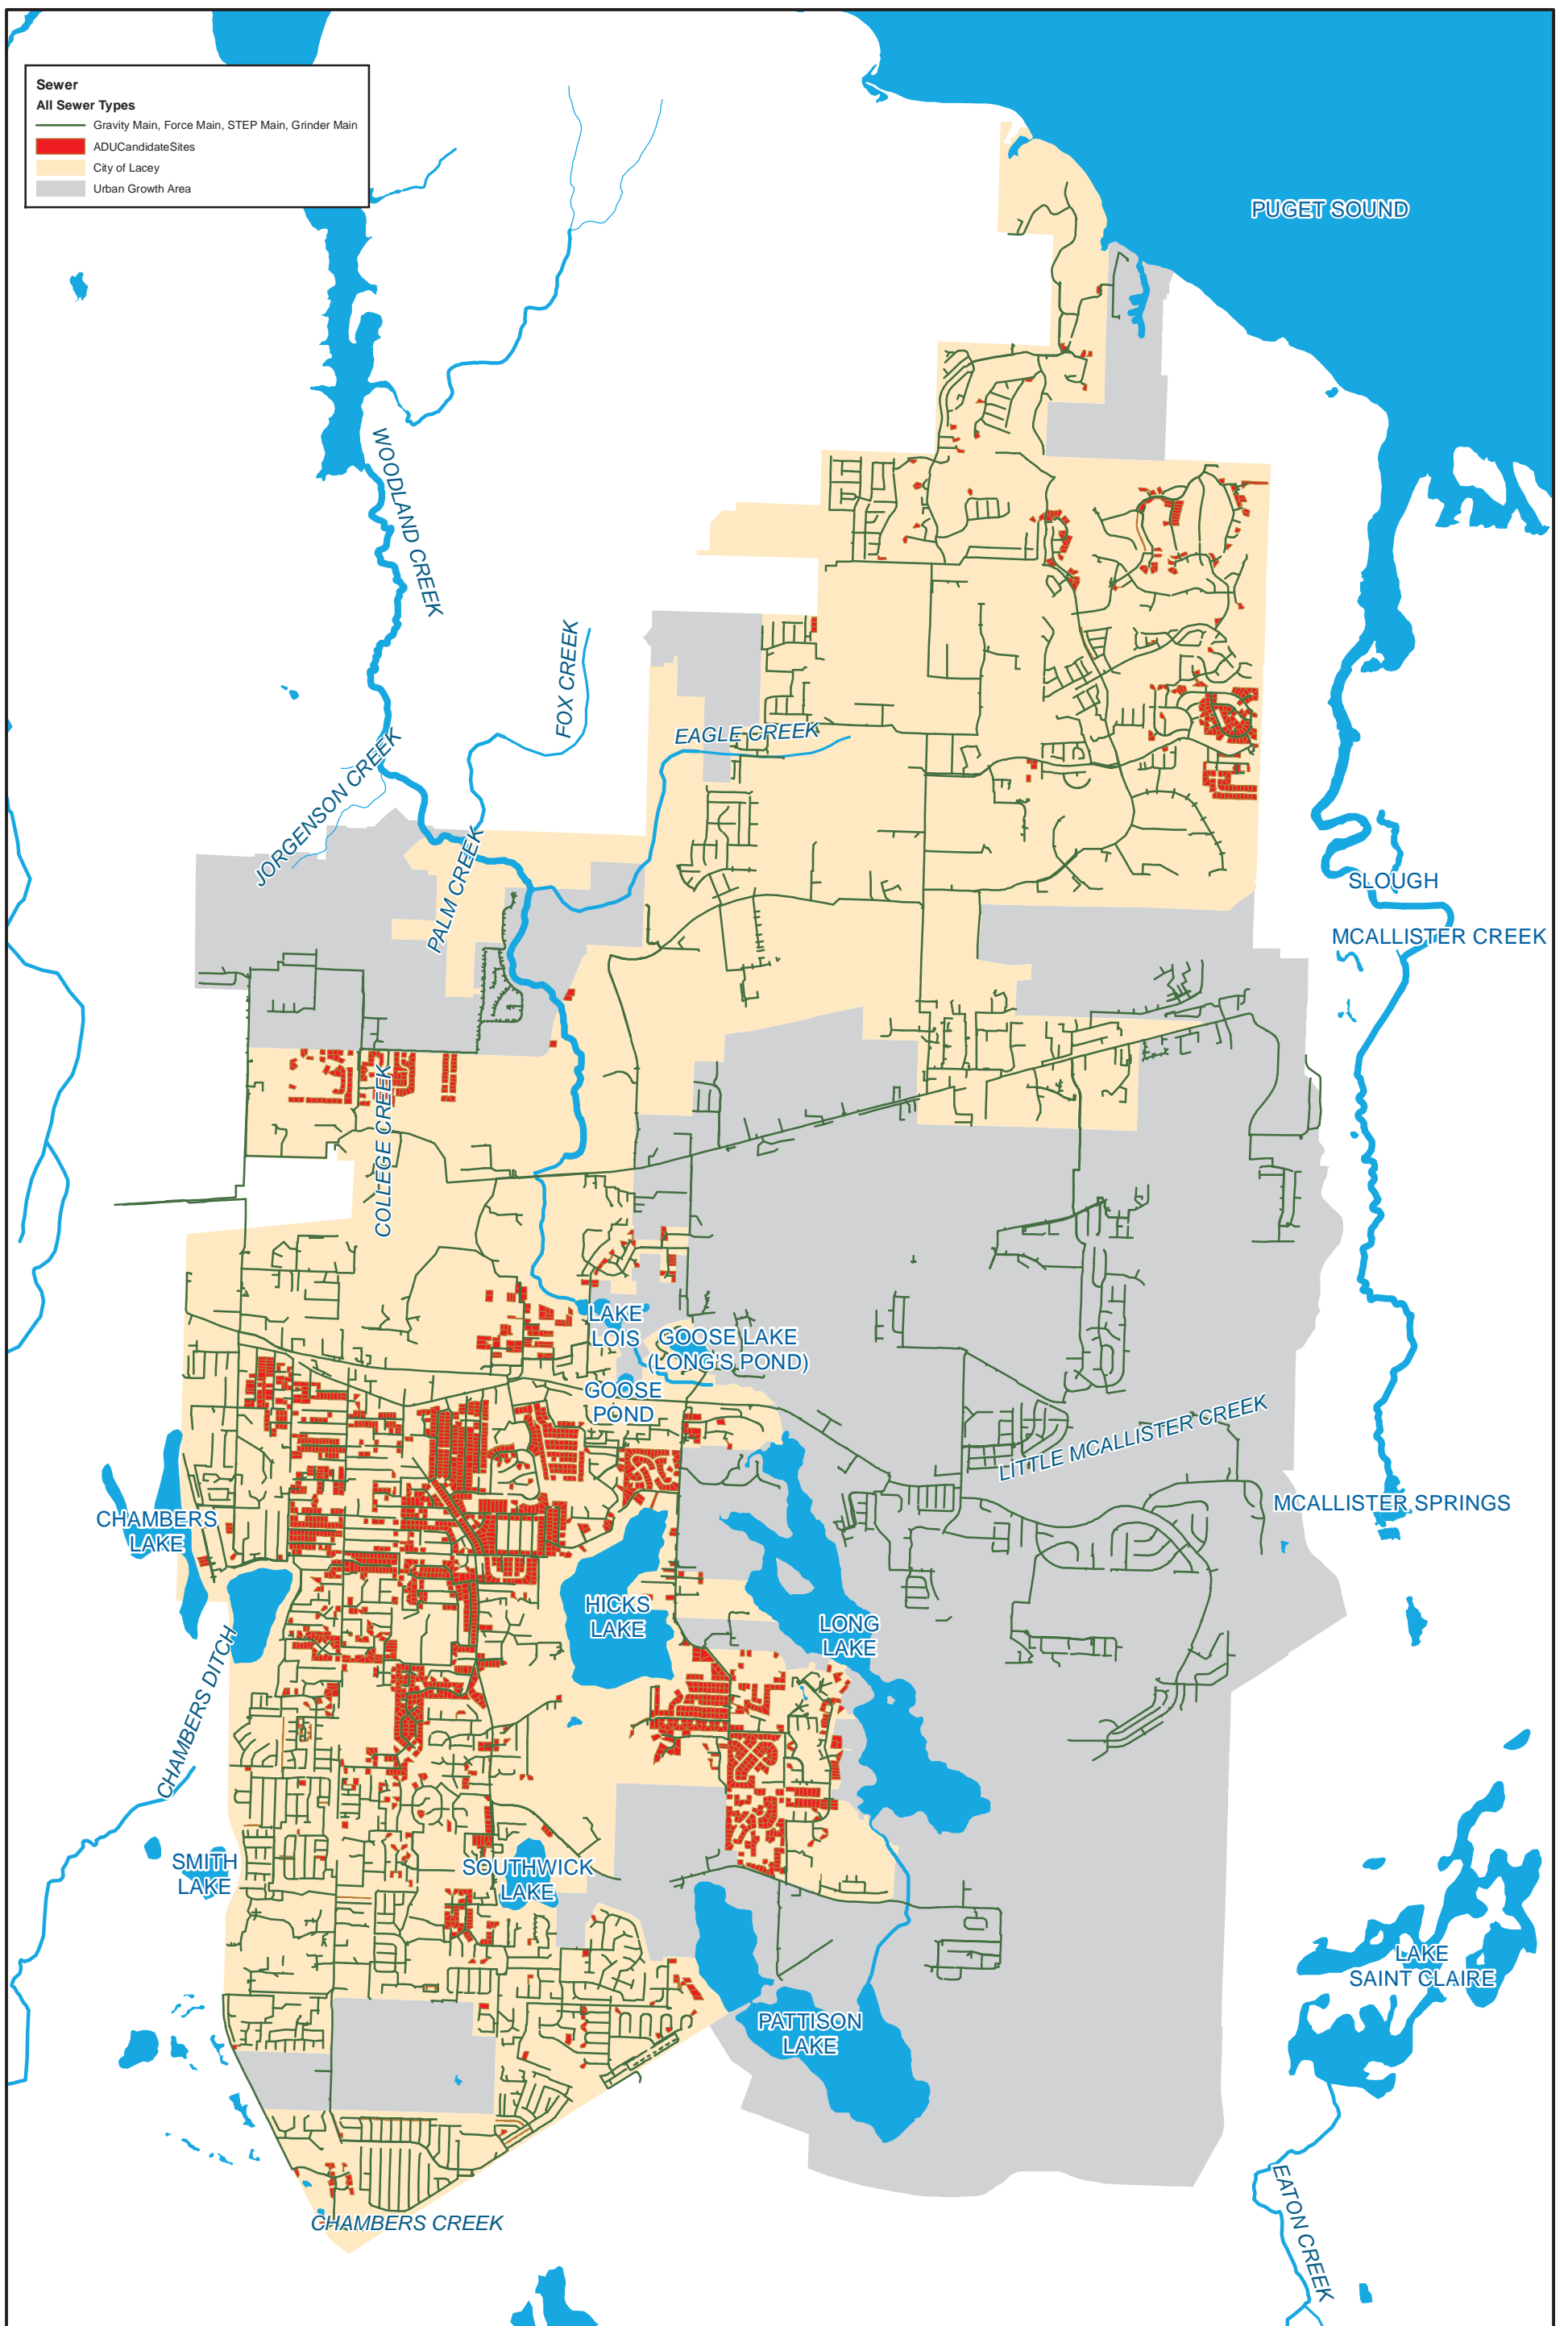 Sewer
All Sewer Types
Gravity Main, Force Main, STEP Main, Grinder Main
ADUCandidateSites
City of Lacey
Urban Growth Area
PUGET SOUND
WOODLAND CREEK
FOX CREEK
EAGLE CREEK
JORGENSON CREEK
PALM CREEK
SLOUGH
MCALLISTER CREEK
COLLEGE CREEK
LAKE
LOIS
GOOSE LAKE
(LONG'S POND)
GOOSE
POND
LITTLE MCALLISTER CREEK
MCALLISTER SPRINGS
CHAMBERS
LAKE
HICKS
LAKE
LONG
LAKE
CHAMBERS DITCH
SMITH
LAKE
SOUTHWICK
LAKE
LAKE
SAINT CLAIRE
PATTISON
LAKE
CHAMBERS CREEK
EATON CREEK